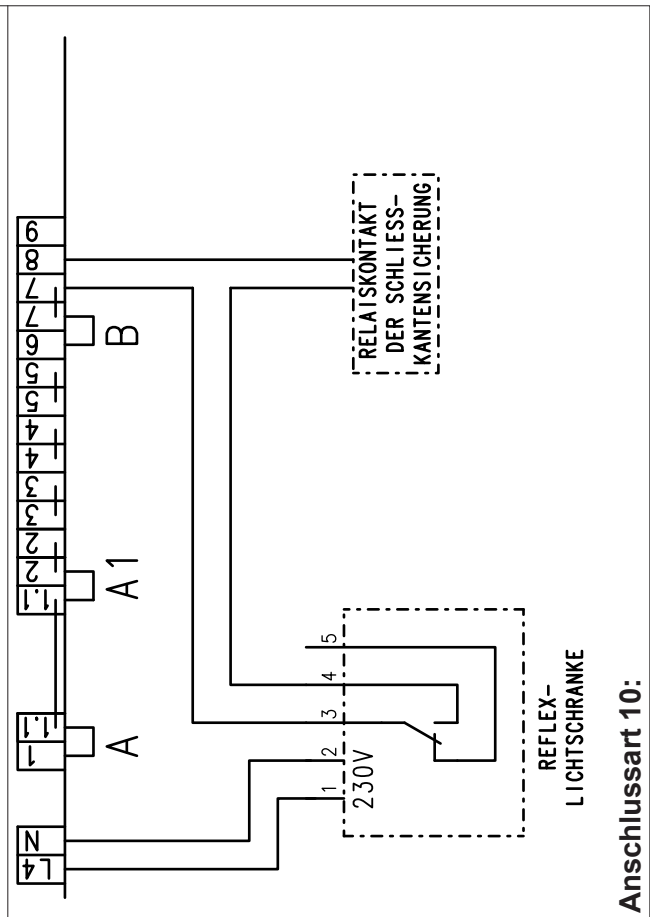 L4 N 1 1.1 1.1 2 2 3 3 4 4 5 5 6 7 7 8 9
A A1 B
1 2 3 4 5
230V
REFLEX-
LICHTSCHRANKE
RELAISKONTAKT
DER SCHLIESS-
KANTENSICHERUNG
Anschlussart 10: